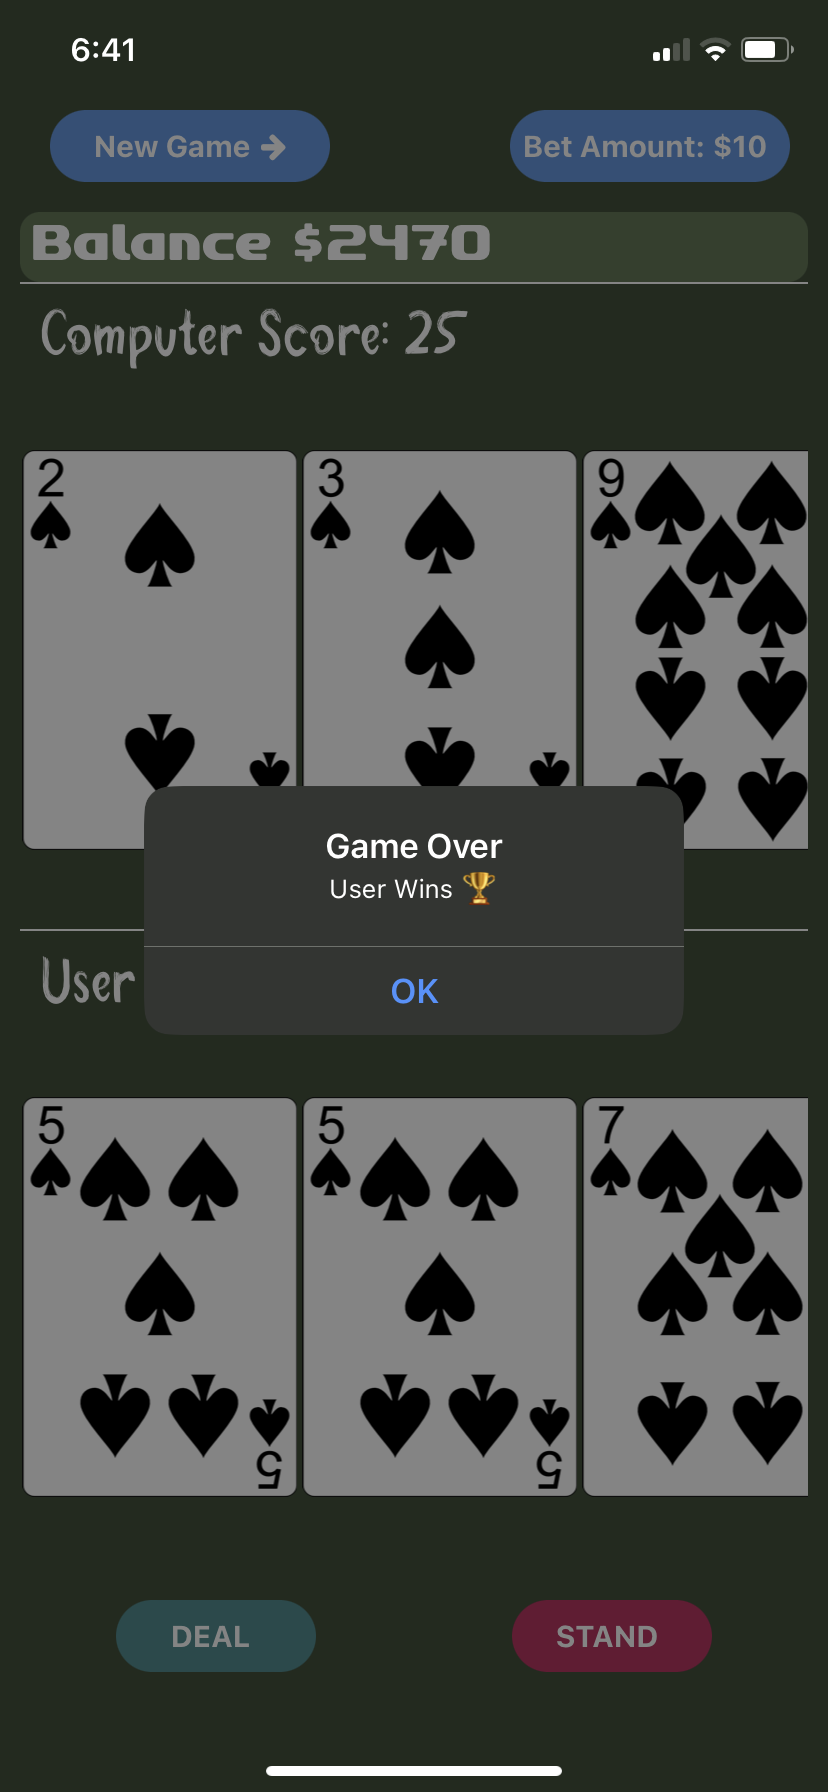 6:41
New Game →
Bet Amount: $10
Balance $2470
Computer Score: 25
2
3
9
Game Over
User Wins 🏆
OK
User
5
5
7
5
5
DEAL
STAND